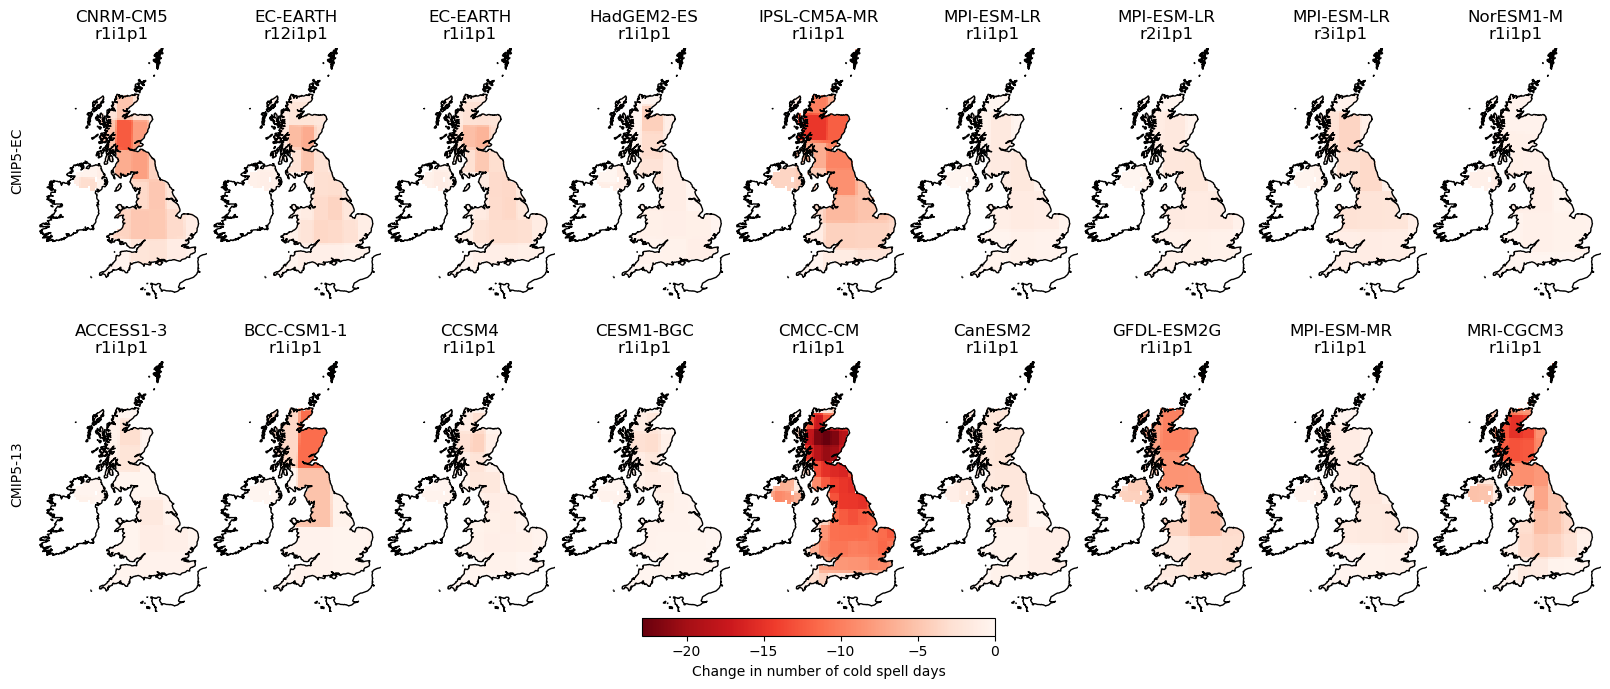 CNRM-CM5 EC-EARTH EC-EARTH HadGEM2-ES IPSL-CM5A-MR MPI-ESM-LR MPI-ESM-LR MPI-ESM-LR NorESM1-M
r1i1p1 r12i1p1 r1i1p1 r1i1p1 r1i1p1 r1i1p1 r2i1p1 r3i1p1 r1i1p1
CMIP5-EC
ACCESS1-3 BCC-CSM1-1 CCSM4 CESM1-BGC CMCC-CM CanESM2 GFDL-ESM2G MPI-ESM-MR MRI-CGCM3
r1i1p1 r1i1p1 r1i1p1 r1i1p1 r1i1p1 r1i1p1 r1i1p1 r1i1p1 r1i1p1
CMIP5-13
−20 −15 −10 −5 0
Change in number of cold spell days